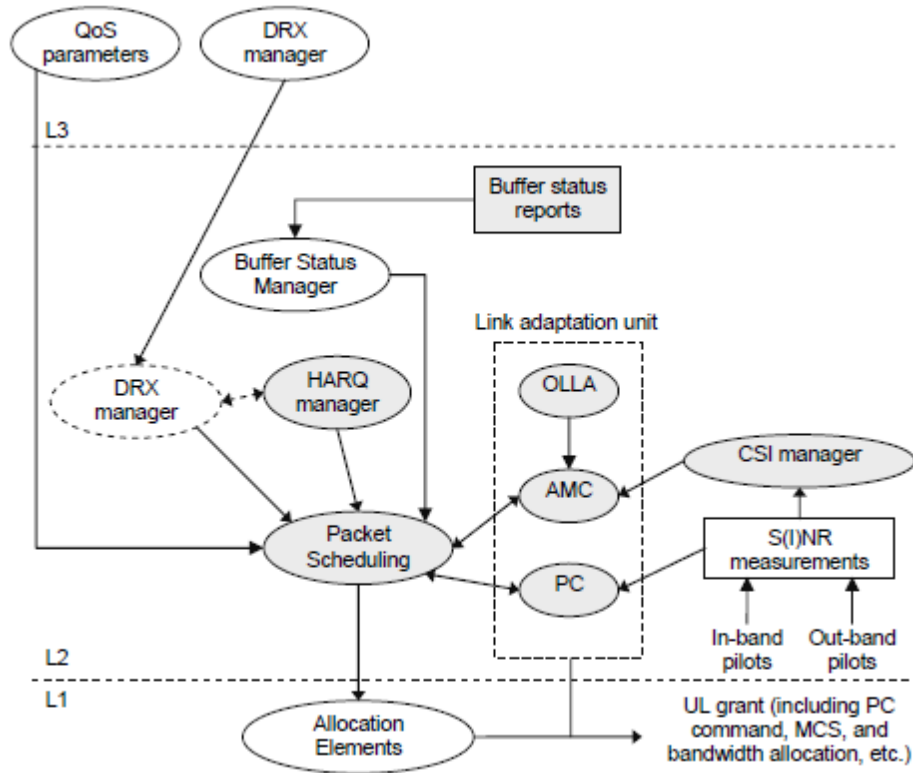 QoS
parameters
DRX
manager
L3
Buffer status
reports
Buffer Status
Manager
Link adaptation unit
DRX
manager
HARQ
manager
OLLA
CSI manager
AMC
Packet
Scheduling
S(I)NR
measurements
PC
In-band
pilots
Out-band
pilots
L2
L1
Allocation
Elements
UL grant (including PC
command, MCS, and
bandwidth allocation, etc.)